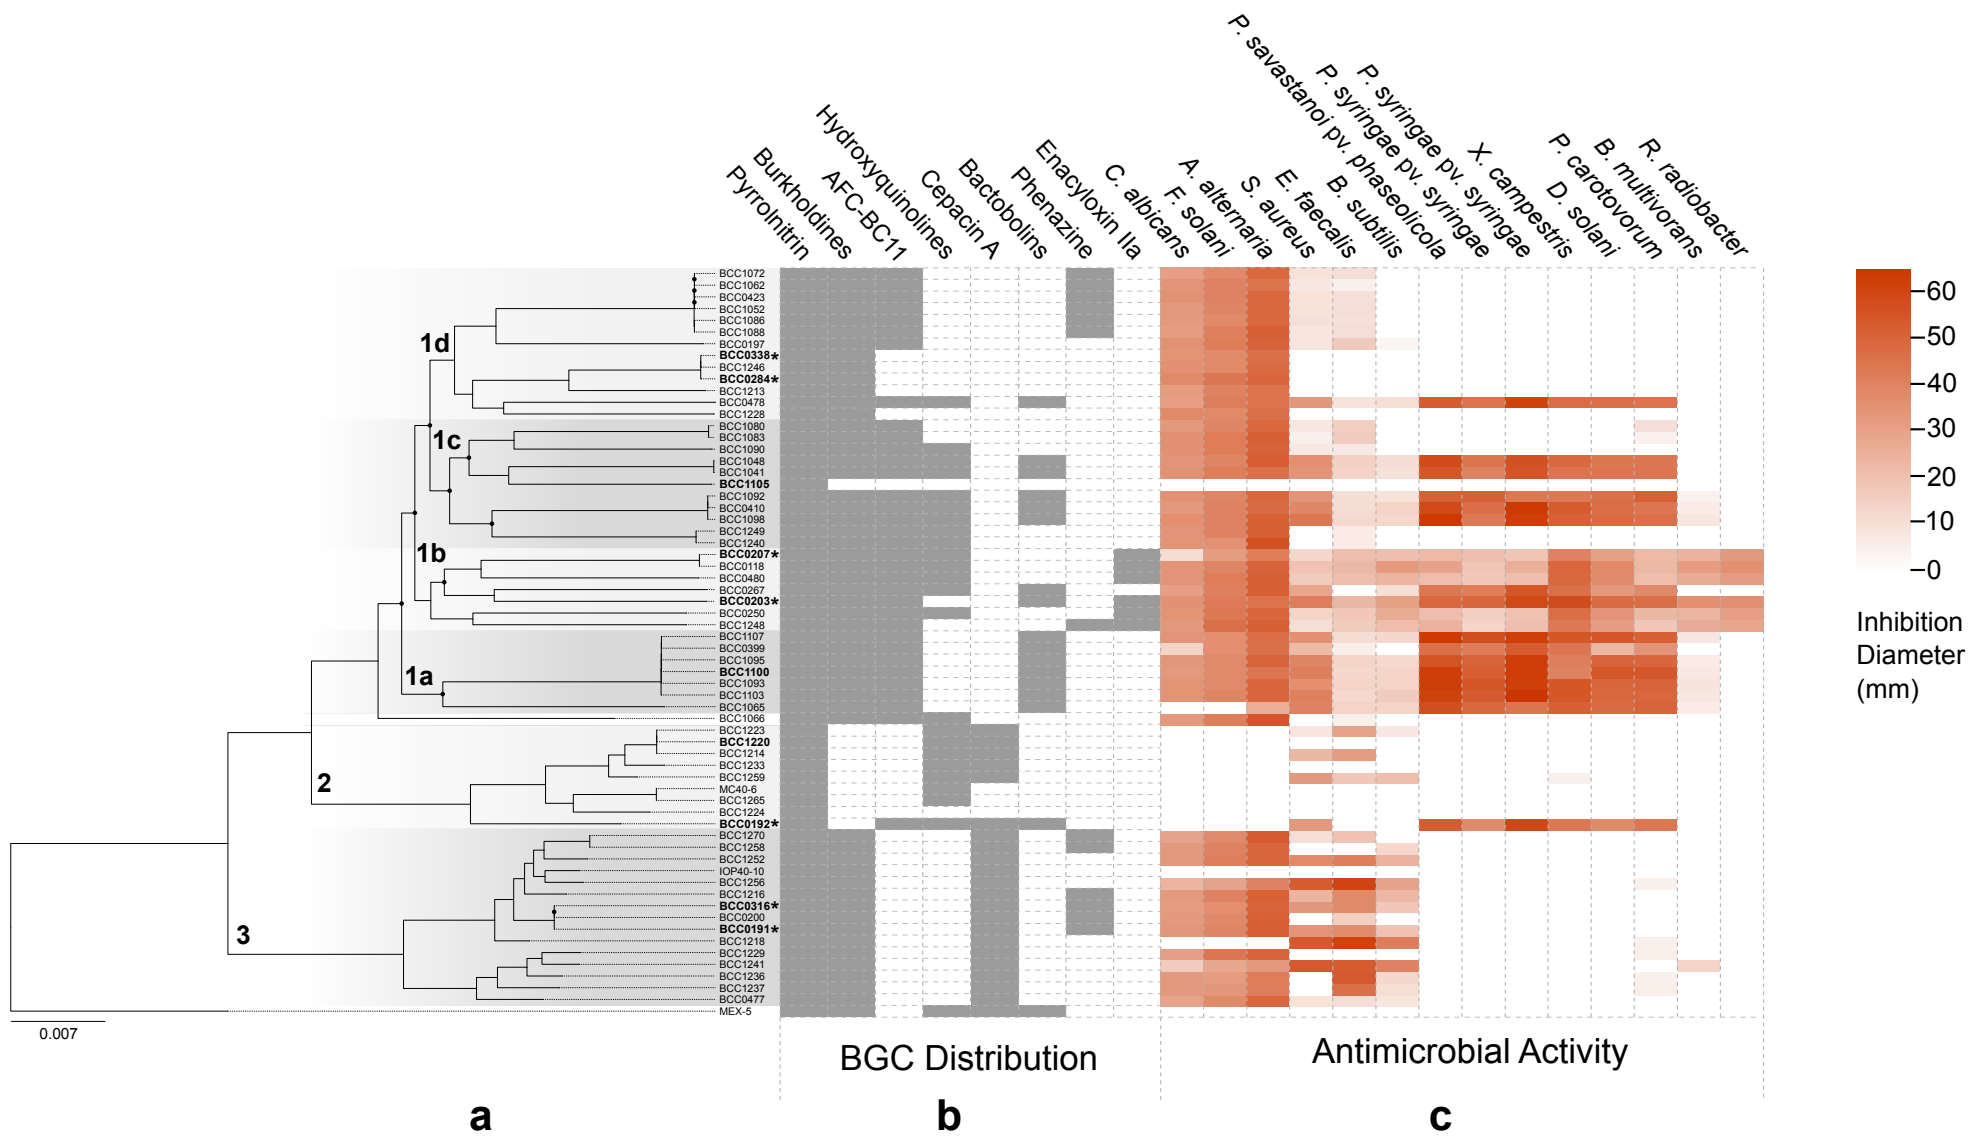 P. savastanoi pv. phaseolicola
P. syringae pv. syringae
P. syringae pv. syringae
X. campestris
P. carotovorum
D. solani
B. multivorans
R. radiobacter
Pyrrolnitrin
Burkholdines
AFC-BC11
Hydroxyquinolines
Cepacin A
Bactobolins
Phenazine
Enacyloxin IIa
C. albicans
F. solani
A. alternaria
S. aureus
E. faecalis
B. subtilis
BCC1072
BCC1062
BCC0423
BCC1052
BCC1086
BCC1088
BCC0197
BCC0338*
BCC1246
BCC0284*
BCC1213
BCC0478
BCC1228
BCC1080
BCC1083
BCC1090
BCC1048
BCC1041
BCC1105
BCC1092
BCC0410
BCC1098
BCC1249
BCC1240
BCC0207*
BCC0118
BCC0480
BCC0267
BCC0203*
BCC0250
BCC1248
BCC1107
BCC0399
BCC1095
BCC1100
BCC1093
BCC1103
BCC1065
BCC1066
BCC1223
BCC1220
BCC1214
BCC1233
BCC1259
MC40-6
BCC1265
BCC1224
BCC0192*
BCC1270
BCC1258
BCC1252
IOP40-10
BCC1256
BCC1216
BCC0316*
BCC0200
BCC0191*
BCC1218
BCC1229
BCC1241
BCC1236
BCC1237
BCC0477
MEX-5
1d
1c
1b
1a
2
3
0.007
60
50
40
30
20
10
0
Inhibition
Diameter
(mm)
BGC Distribution
Antimicrobial Activity
a
b
c